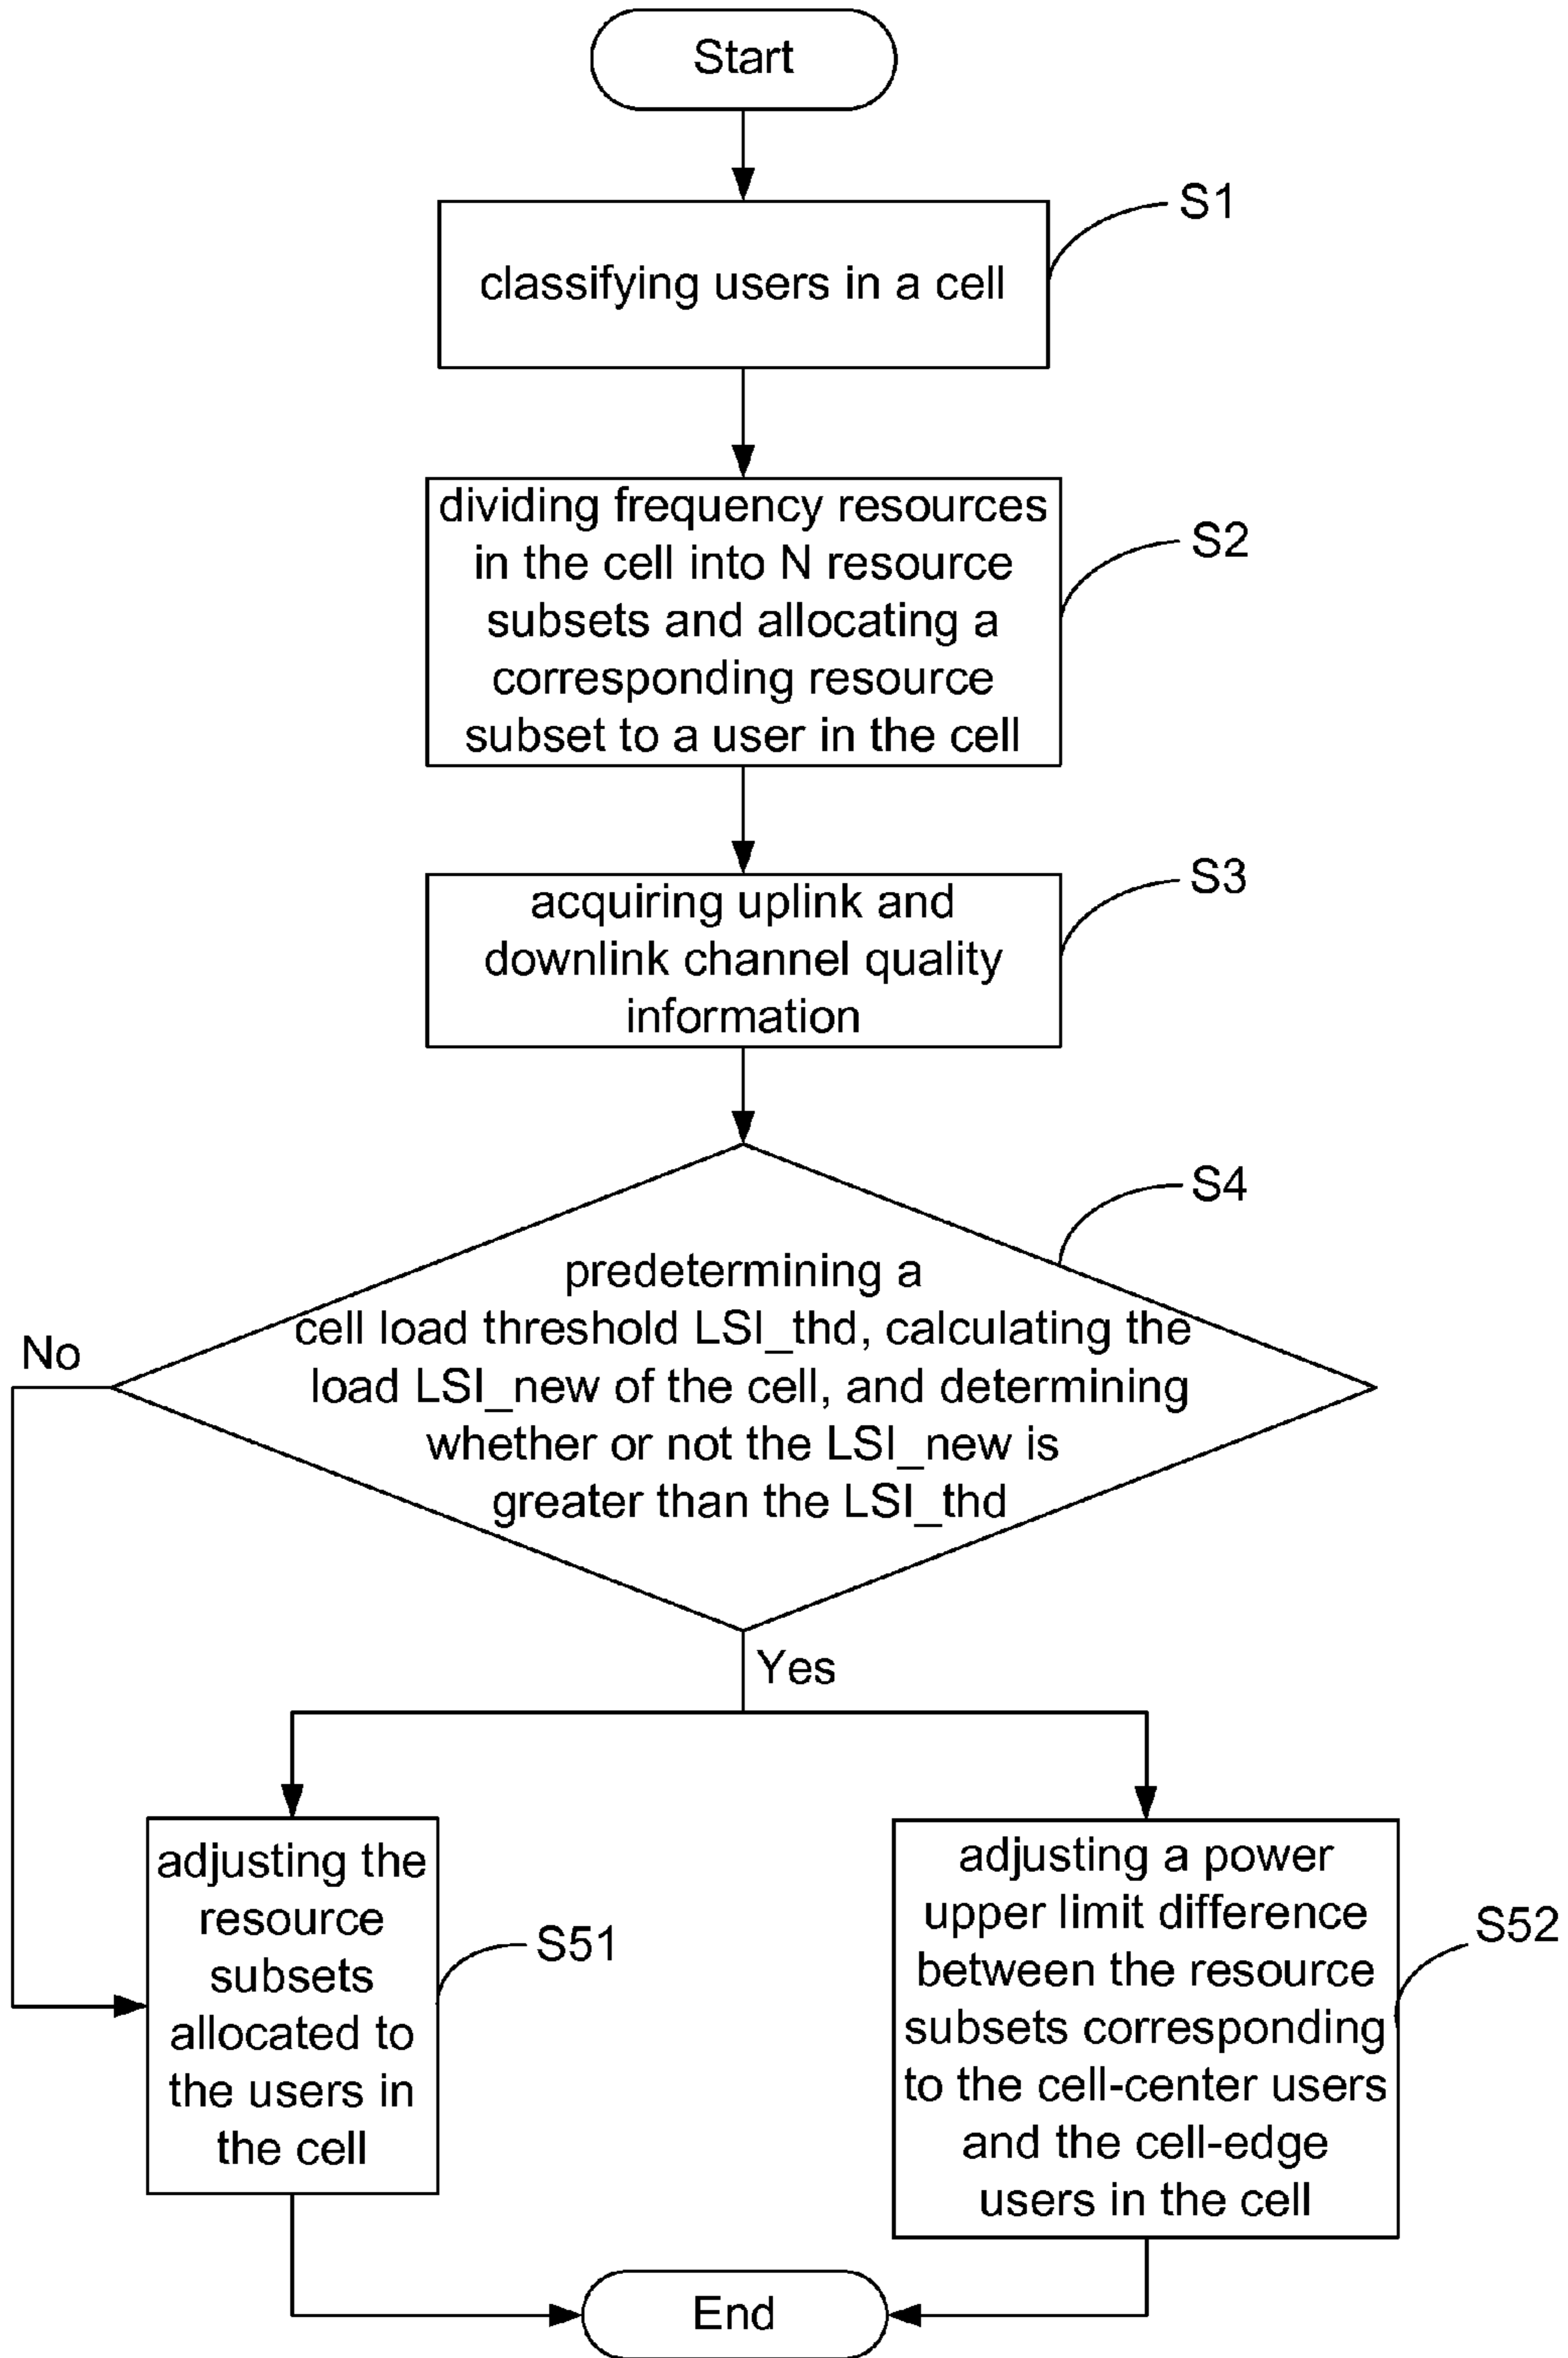 Start
S1
classifying users in a cell
dividing frequency resources
in the cell into N resource
subsets and allocating a
corresponding resource
subset to a user in the cell
S2
acquiring uplink and
downlink channel quality
information
S3
S4
predetermining a
cell load threshold LSI_thd, calculating the
load LSI_new of the cell, and determining
whether or not the LSI_new is
greater than the LSI_thd
No
Yes
adjusting the
resource
subsets
allocated to
the users in
the cell
S51
adjusting a power
upper limit difference
between the resource
subsets corresponding
to the cell-center users
and the cell-edge
users in the cell
S52
End